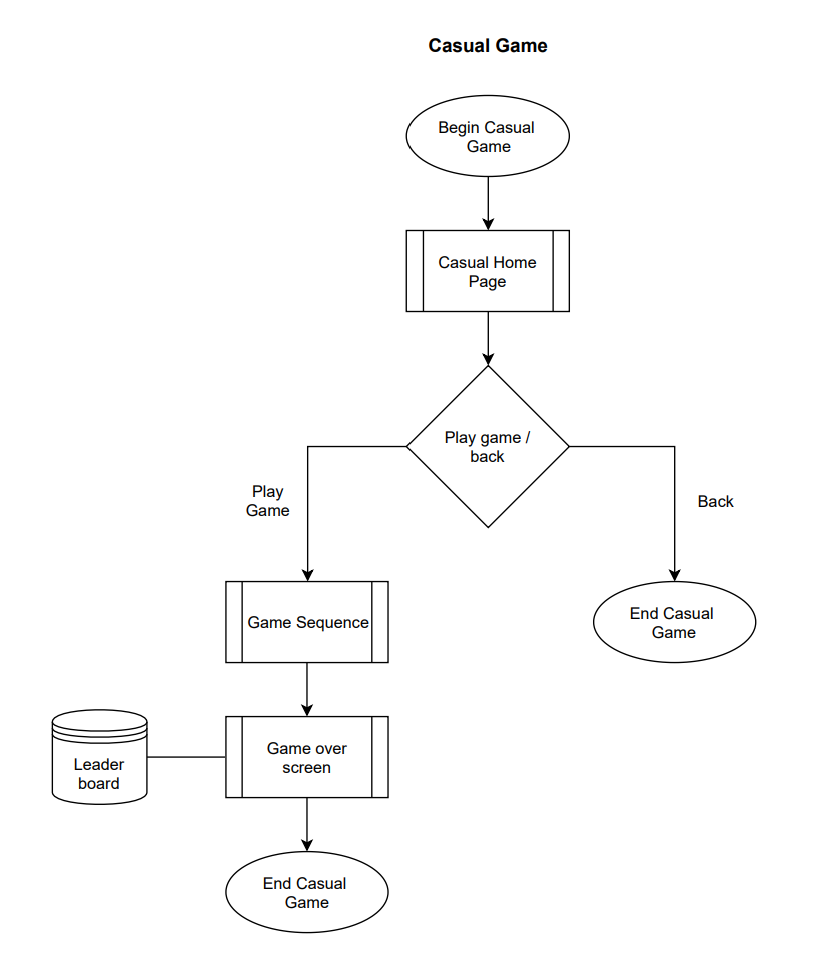 Casual Game
Begin Casual
Game
Casual Home
Page
Play game /
back
Play
Game
Back
Game Sequence
End Casual
Game
Game over
screen
Leader
board
End Casual
Game